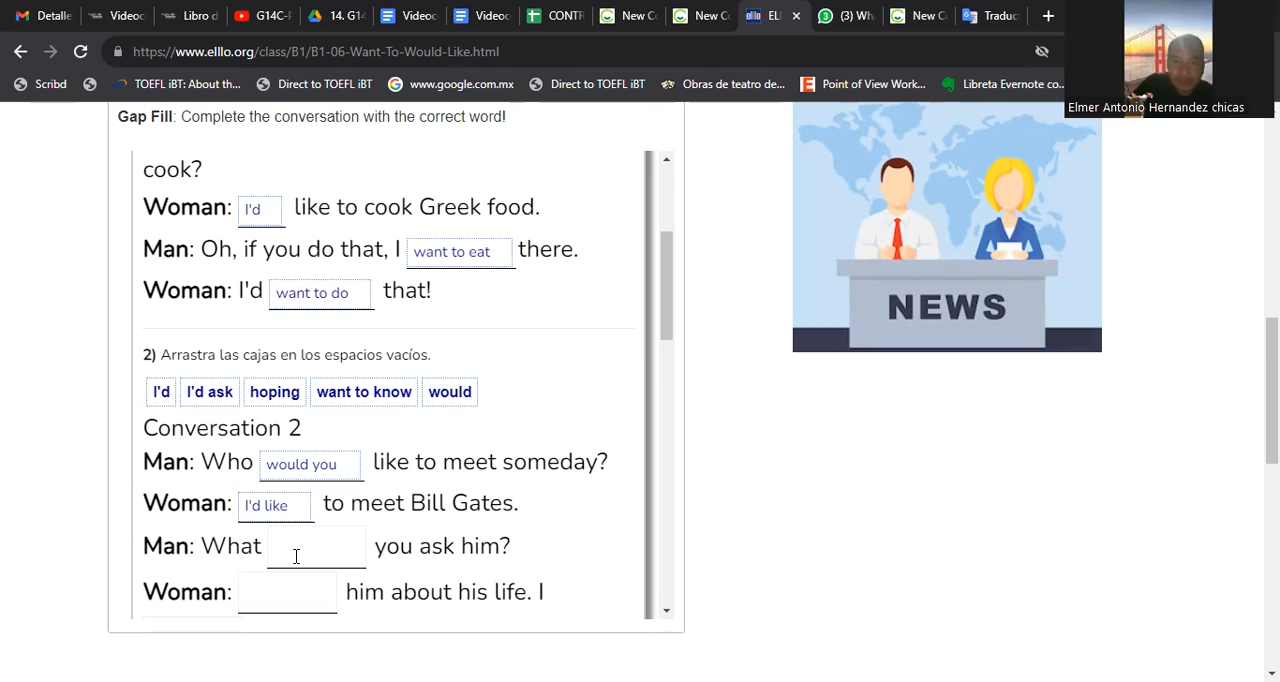 Detalle
Videoc
Libro d
G14C-F
14. G14
Videoc
Videoc
CONTR
New Co
New Co
elllo
EL
(3) Wh
New Co
Traduc
https://www.elllo.org/class/B1/B1-06-Want-To-Would-Like.html
Scribd
TOEFL iBT: About th...
Direct to TOEFL iBT
www.google.com.mx
Direct to TOEFL iBT
Obras de teatro de...
Point of View Work...
Libreta Evernote co...
Elmer Antonio Hernandez chicas
Gap Fill: Complete the conversation with the correct word!
cook?
Woman: I'd like to cook Greek food.
Man: Oh, if you do that, I want to eat there.
Woman: I'd want to do that!
2) Arrastra las cajas en los espacios vacíos.
I'd I'd ask hoping want to know would
Conversation 2
Man: Who would you like to meet someday?
Woman: I'd like to meet Bill Gates.
Man: What you ask him?
Woman: him about his life. I
NEWS